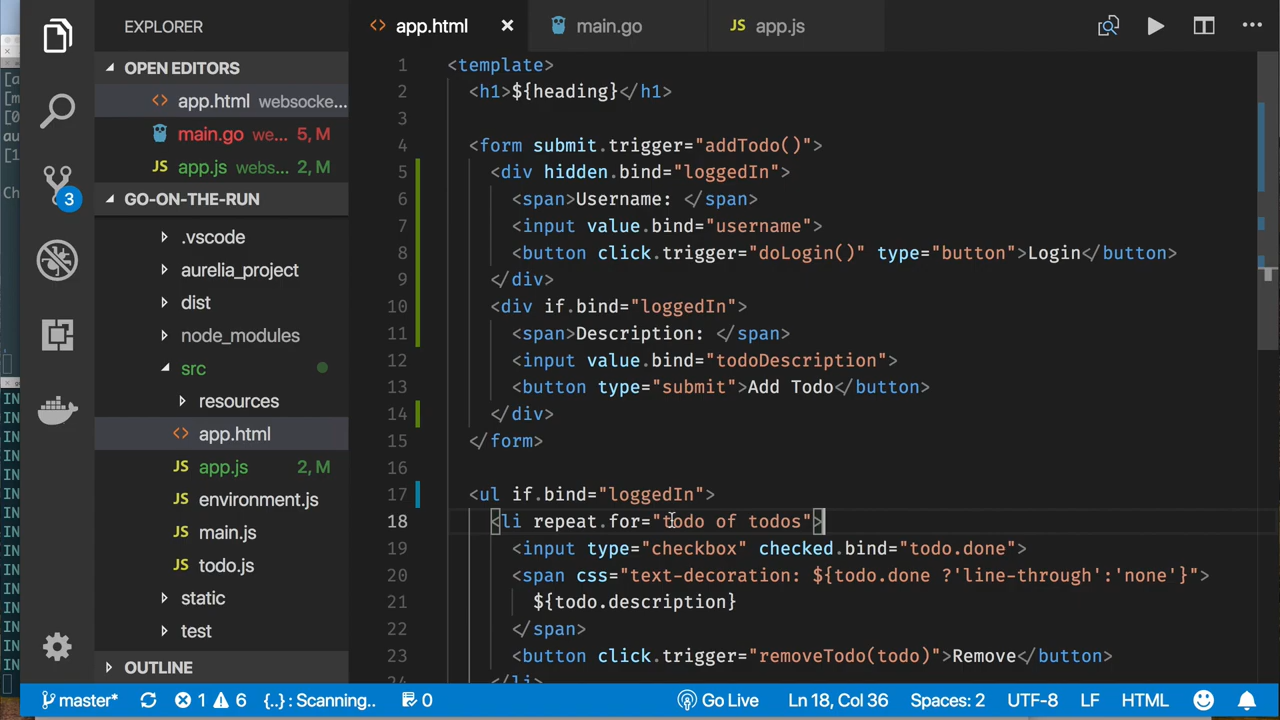 EXPLORER
OPEN EDITORS
app.html websocke...
main.go we... 5, M
app.js webs... 2, M
GO-ON-THE-RUN
.vscode
aurelia_project
dist
node_modules
src
resources
app.html
app.js 2, M
environment.js
main.js
todo.js
static
test
OUTLINE
3
app.html
main.go
JS app.js
1 <template>
2 <h1>${heading}</h1>
3
4 <form submit.trigger="addTodo()">
5 <div hidden.bind="loggedIn">
6 <span>Username: </span>
7 <input value.bind="username">
8 <button click.trigger="doLogin()" type="button">Login</button>
9 </div>
10 <div if.bind="loggedIn">
11 <span>Description: </span>
12 <input value.bind="todoDescription">
13 <button type="submit">Add Todo</button>
14 </div>
15 </form>
16
17 <ul if.bind="loggedIn">
18 <li repeat.for="todo of todos">
19 <input type="checkbox" checked.bind="todo.done">
20 <span css="text-decoration: ${todo.done ?'line-through':'none'}">
21 ${todo.description}
22 </span>
23 <button click.trigger="removeTodo(todo)">Remove</button>
24 </li>
master* 1 6 {..}: Scanning.. 0 Go Live Ln 18, Col 36 Spaces: 2 UTF-8 LF HTML